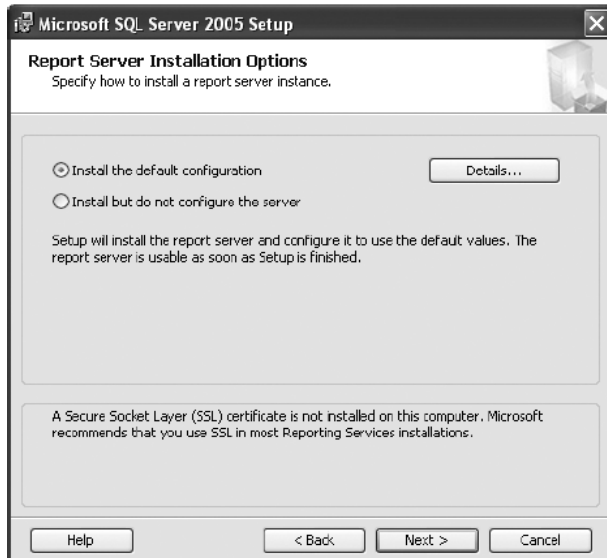 Microsoft SQL Server 2005 Setup
Report Server Installation Options
Specify how to install a report server instance.
Install the default configuration
Details...
Install but do not configure the server
Setup will install the report server and configure it to use the default values. The
report server is usable as soon as Setup is finished.
A Secure Socket Layer (SSL) certificate is not installed on this computer. Microsoft
recommends that you use SSL in most Reporting Services installations.
Help
< Back
Next >
Cancel